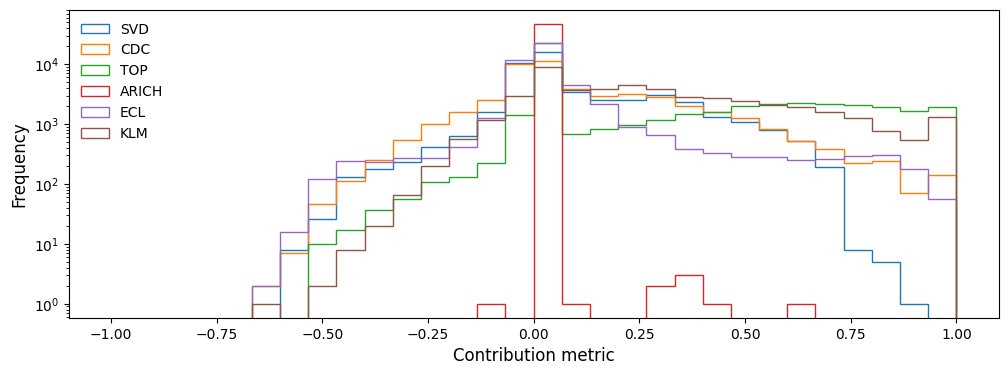 SVD
CDC
TOP
ARICH
ECL
KLM
Frequency
10⁴
10³
10²
10¹
10⁰
−1.00 −0.75 −0.50 −0.25 0.00 0.25 0.50 0.75 1.00
Contribution metric